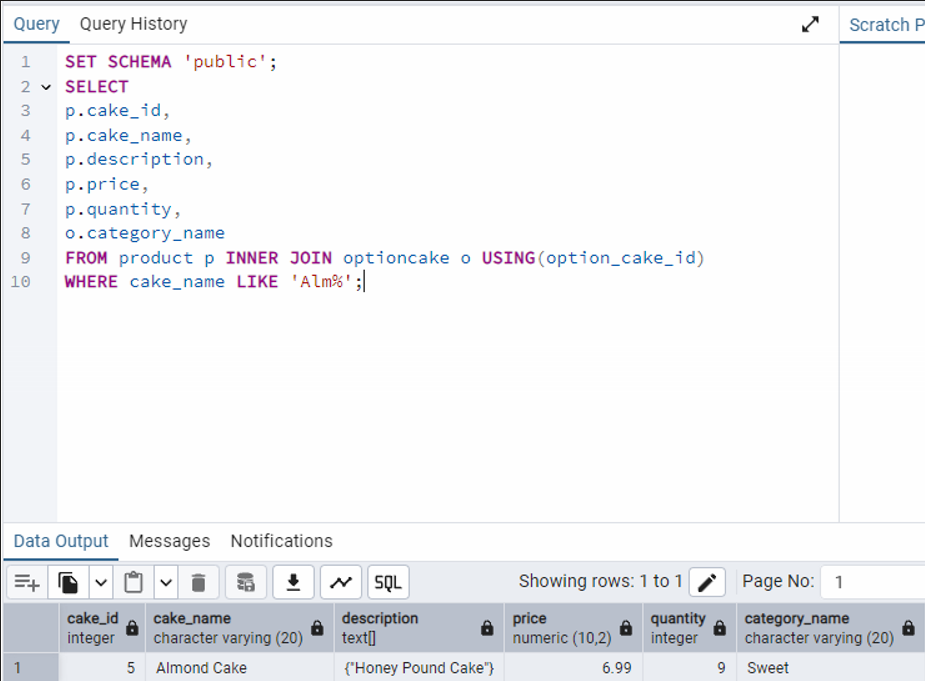 Query Query History Scratch P
1 SET SCHEMA 'public';
2 SELECT
3 p.cake_id,
4 p.cake_name,
5 p.description,
6 p.price,
7 p.quantity,
8 o.category_name
9 FROM product p INNER JOIN optioncake o USING(option_cake_id)
10 WHERE cake_name LIKE 'Alm%';
Data Output Messages Notifications
SQL Showing rows: 1 to 1 Page No: 1
cake_id cake_name description price quantity category_name
integer character varying (20) text[] numeric (10,2) integer character varying (20)
1 5 Almond Cake {"Honey Pound Cake"} 6.99 9 Sweet